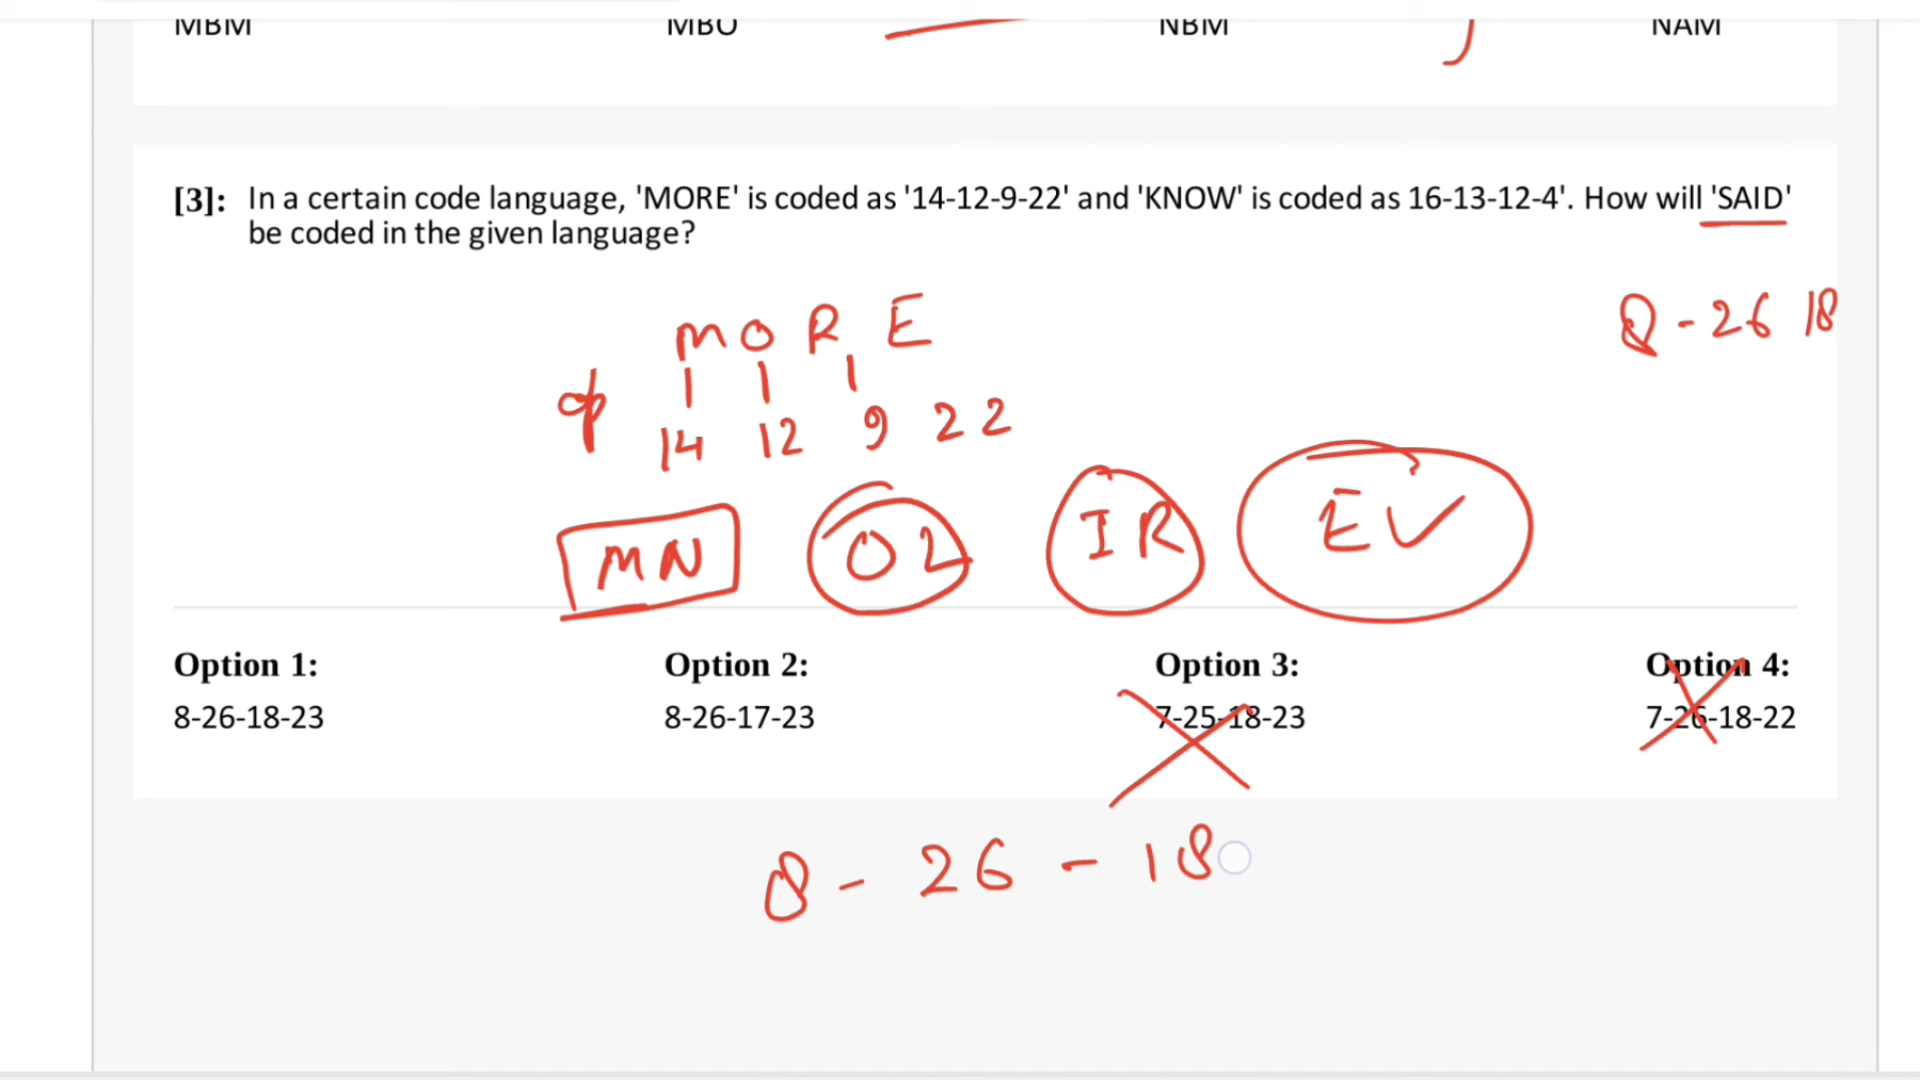 MBM MBO NBM NAM
[3]: In a certain code language, 'MORE' is coded as '14-12-9-22' and 'KNOW' is coded as 16-13-12-4'. How will 'SAID'
be coded in the given language?
8 - 26 18
M O R E
op 14 12 9 22
MN OL IR EV
Option 1: Option 2: Option 3: Option 4:
8-26-18-23 8-26-17-23 7-25-18-23 7-26-18-22
8 - 26 - 18